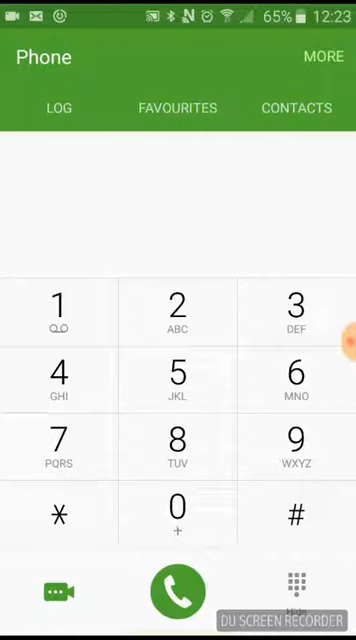 65% 12:23
Phone MORE
LOG FAVOURITES CONTACTS
1 2 3
ABC DEF
4 5 6
GHI JKL MNO
7 8 9
PQRS TUV WXYZ
* 0 #
+
Hide
DU SCREEN RECORDER